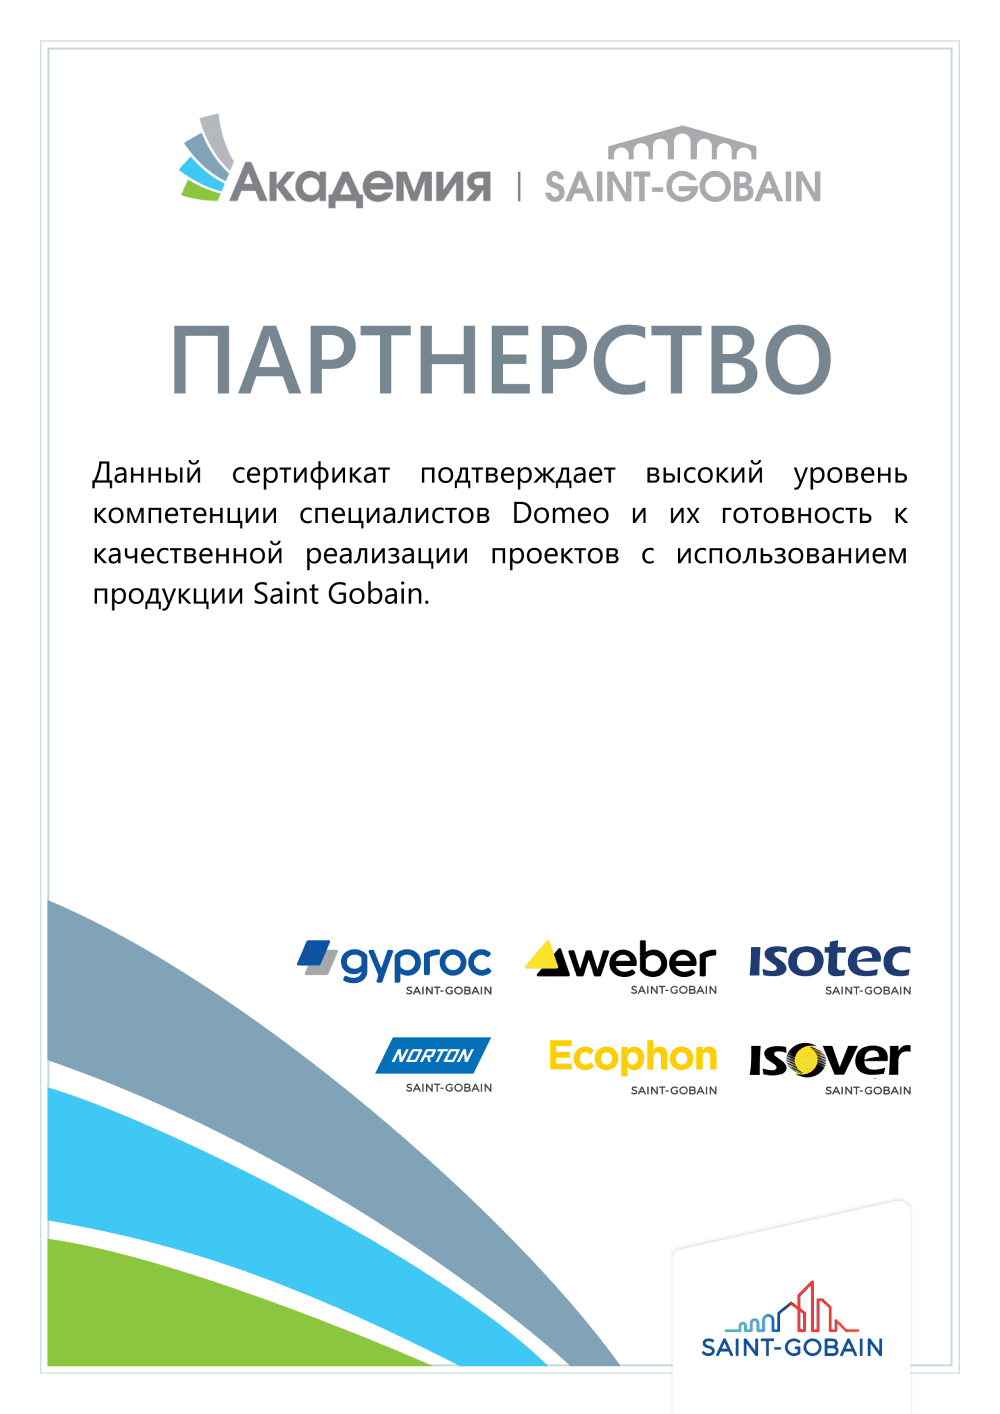 Академия | SAINT-GOBAIN
ПАРТНЕРСТВО
Данный сертификат подтверждает высокий уровень
компетенции специалистов Domeo и их готовность к
качественной реализации проектов с использованием
продукции Saint Gobain.
gyproc weber ISOTEC
SAINT-GOBAIN SAINT-GOBAIN SAINT-GOBAIN
NORTON Ecophon ISOVER
SAINT-GOBAIN SAINT-GOBAIN SAINT-GOBAIN
SAINT-GOBAIN